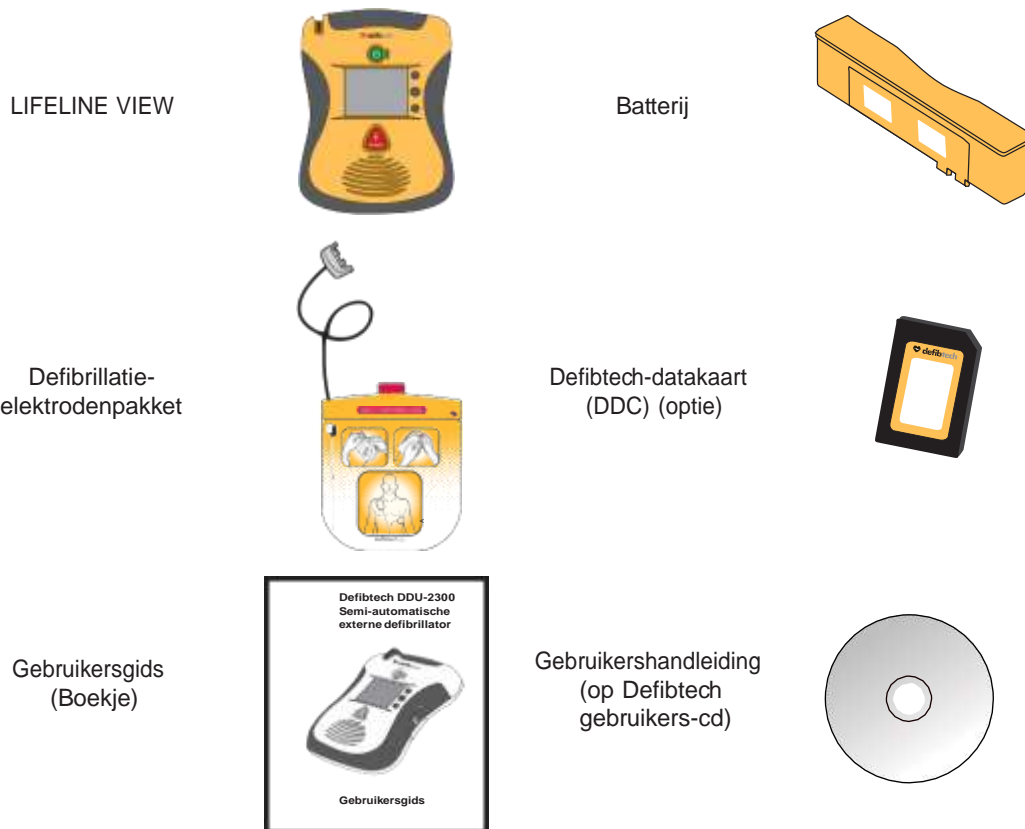 LIFELINE VIEW
Batterij
Defibrillatie-
elektrodenpakket
Defibtech-datakaart
(DDC) (optie)
defibtech
Gebruikersgids
(Boekje)
Defibtech DDU-2300
Semi-automatische
externe defibrillator
Gebruikersgids
Gebruikershandleiding
(op Defibtech
gebruikers-cd)